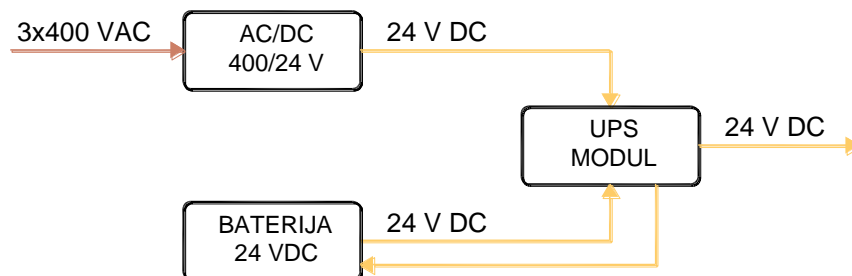 3x400 VAC
AC/DC
400/24 V
24 V DC
UPS
MODUL
24 V DC
BATERIJA
24 VDC
24 V DC